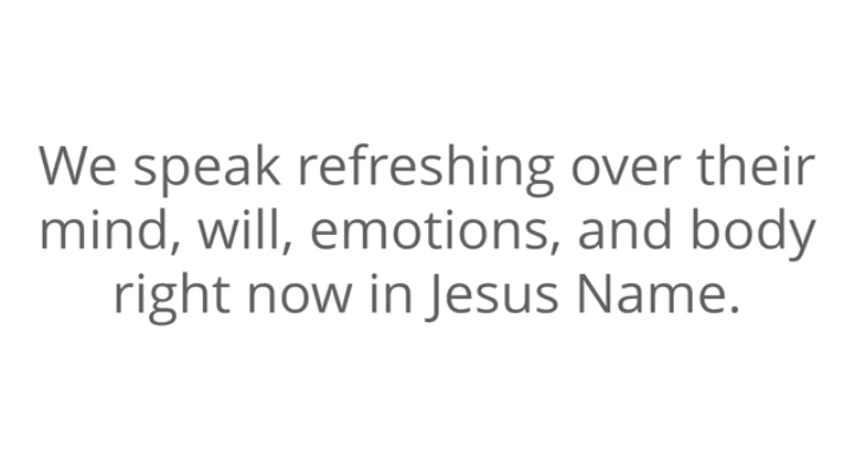 We speak refreshing over their
mind, will, emotions, and body
right now in Jesus Name.